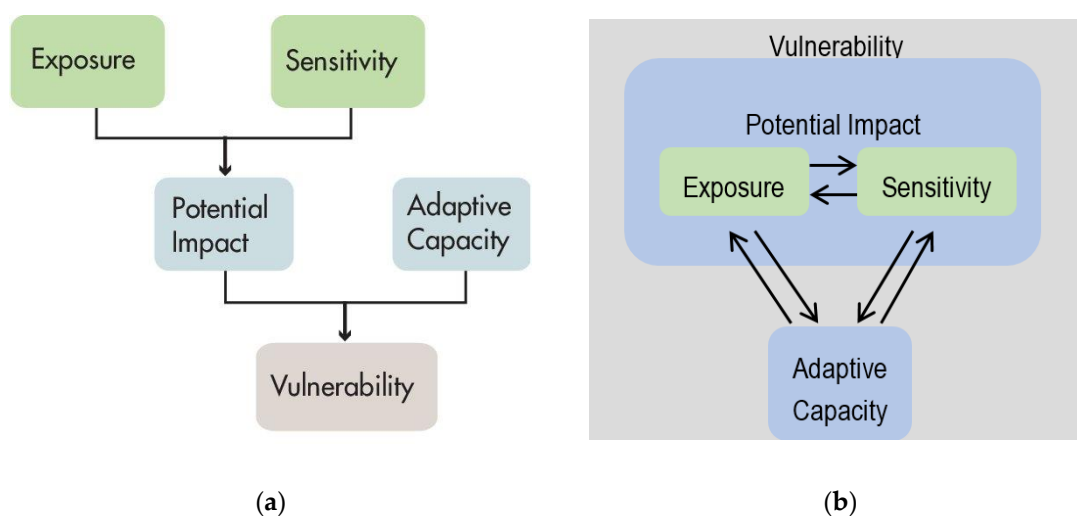 Exposure
Sensitivity
Potential
Impact
Adaptive
Capacity
Vulnerability
(a)
Vulnerability
Potential Impact
Exposure
Sensitivity
Adaptive
Capacity
(b)